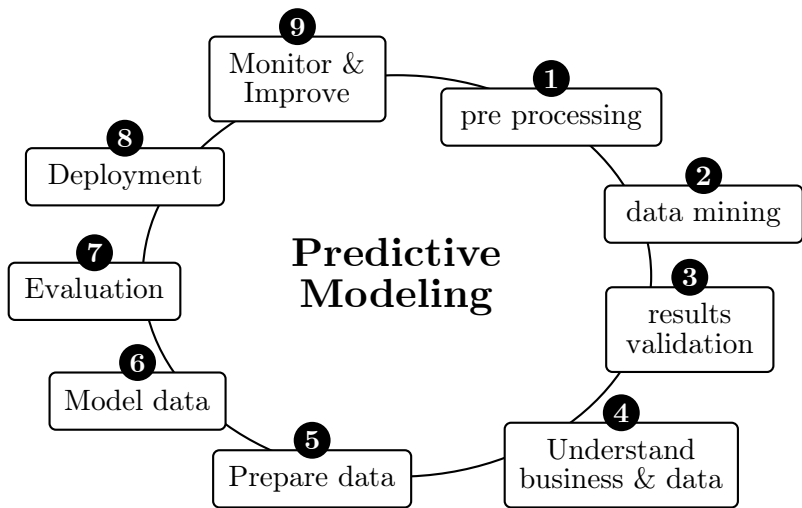 9
Monitor &
Improve
1
pre processing
8
Deployment
2
data mining
Predictive
Modeling
7
Evaluation
3
results
validation
6
Model data
4
Understand
business & data
5
Prepare data